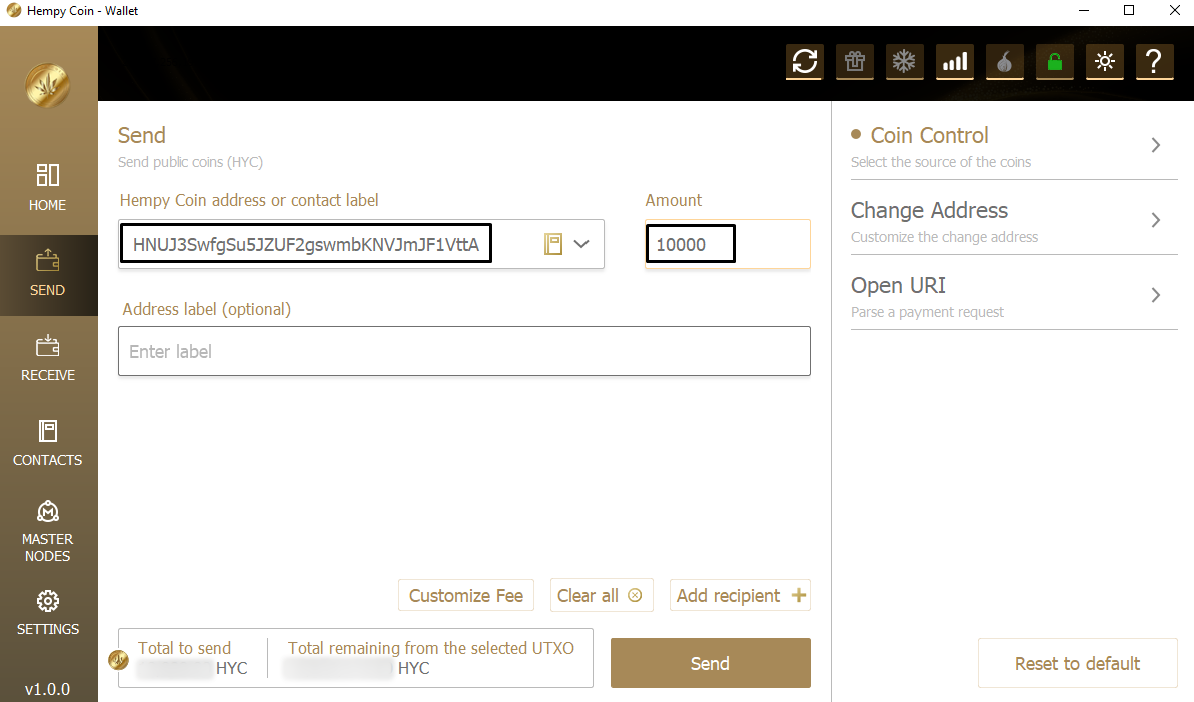 Hempy Coin - Wallet
HOME
SEND
RECEIVE
CONTACTS
MASTER
NODES
SETTINGS
v1.0.0
Send
Send public coins (HYC)
Hempy Coin address or contact label
Amount
HNUJ3SwfgSu5JZUF2gswmbKNVJmJF1VttA
10000
Address label (optional)
Enter label
Customize Fee
Clear all
Add recipient
Total to send
HYC
Total remaining from the selected UTXO
HYC
Send
?
Coin Control
Select the source of the coins
Change Address
Customize the change address
Open URI
Parse a payment request
Reset to default